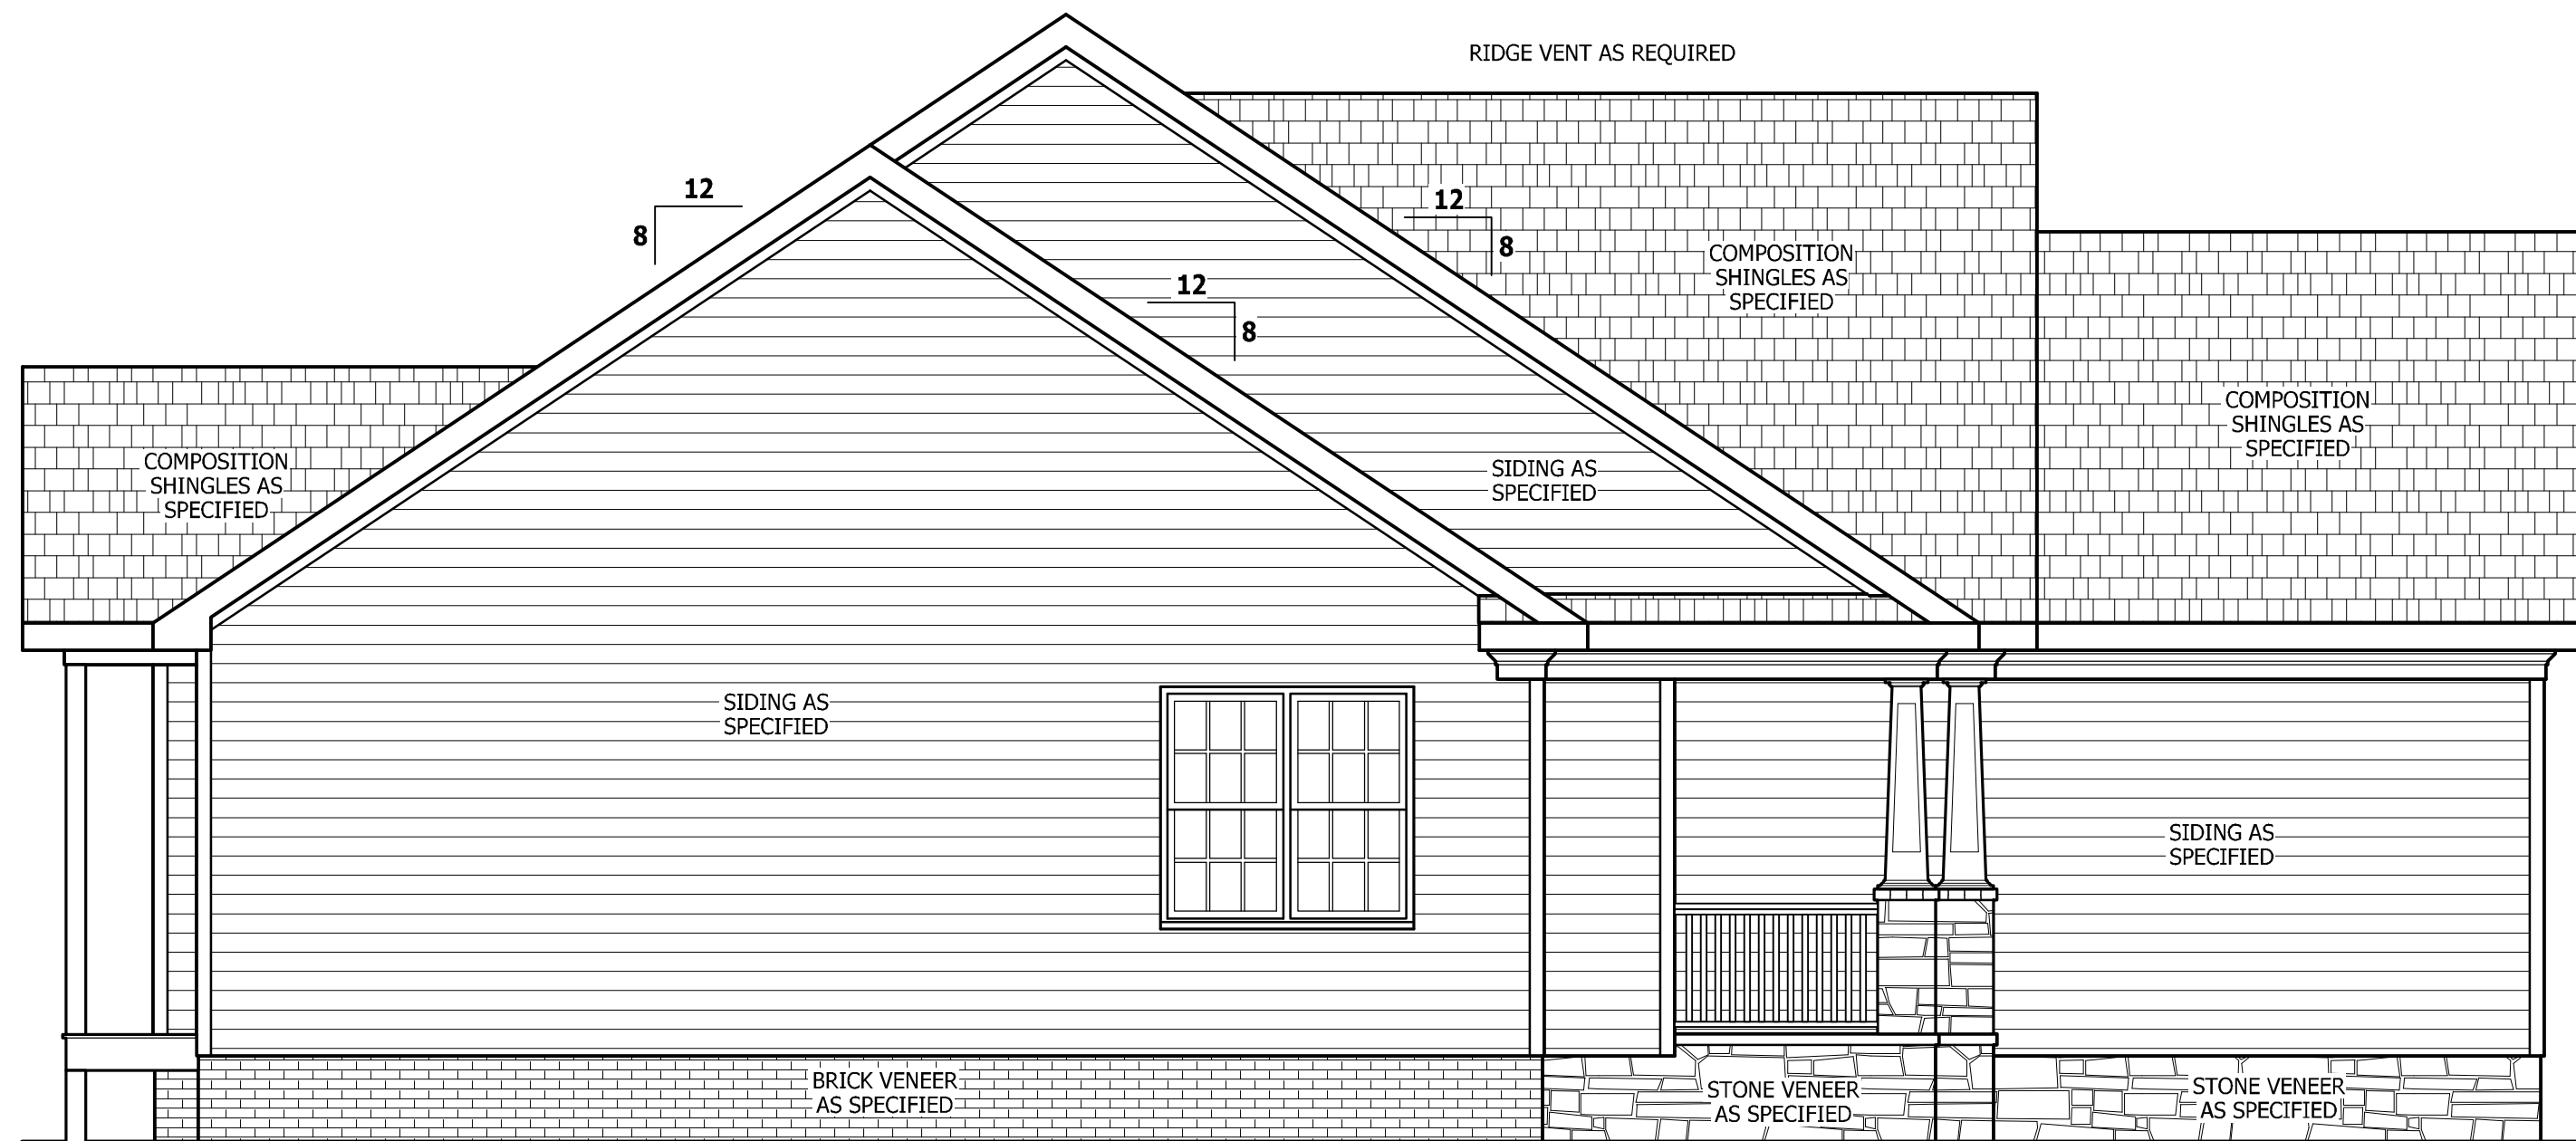 RIDGE VENT AS REQUIRED
12
8
12
8
12
8
COMPOSITION
SHINGLES AS
SPECIFIED
COMPOSITION
SHINGLES AS
SPECIFIED
COMPOSITION
SHINGLES AS
SPECIFIED
SIDING AS
SPECIFIED
SIDING AS
SPECIFIED
SIDING AS
SPECIFIED
BRICK VENEER
AS SPECIFIED
STONE VENEER
AS SPECIFIED
STONE VENEER
AS SPECIFIED